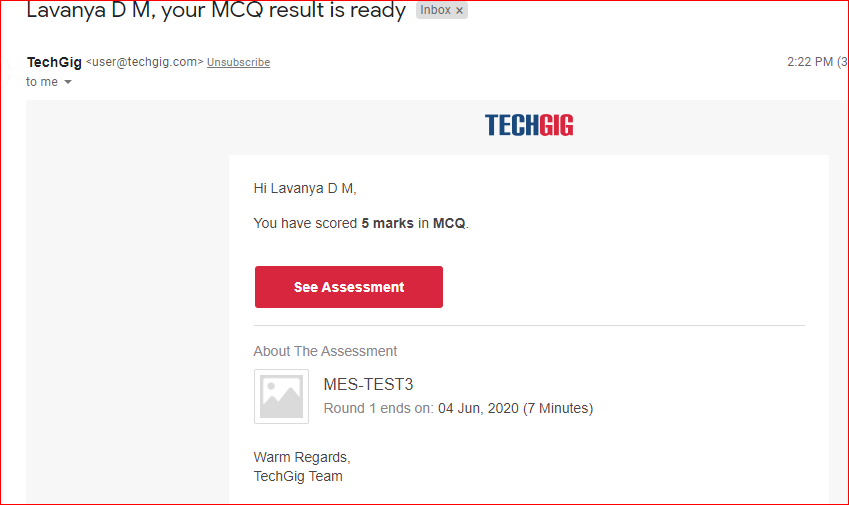 Lavanya D M, your MCQ result is ready Inbox ×
TechGig <user@techgig.com> Unsubscribe 2:22 PM (3
to me
TECHGIG
Hi Lavanya D M,
You have scored 5 marks in MCQ.
See Assessment
About The Assessment
MES-TEST3
Round 1 ends on: 04 Jun, 2020 (7 Minutes)
Warm Regards,
TechGig Team